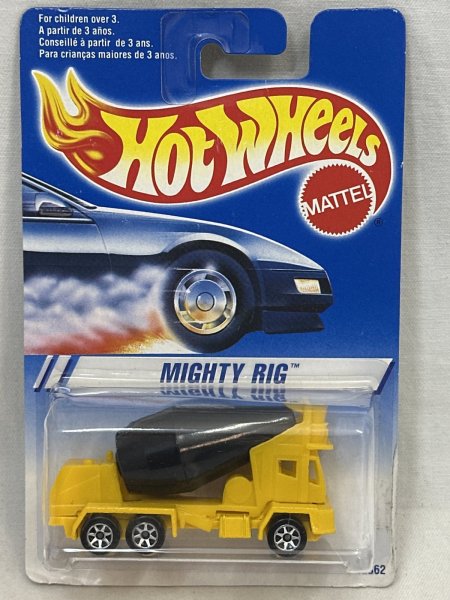 For children over 3.
A partir de 3 años.
Conseillé à partir de 3 ans.
Para crianças maiores de 3 anos.
HOT WHEELS
MATTEL
®
MIGHTY RIG™